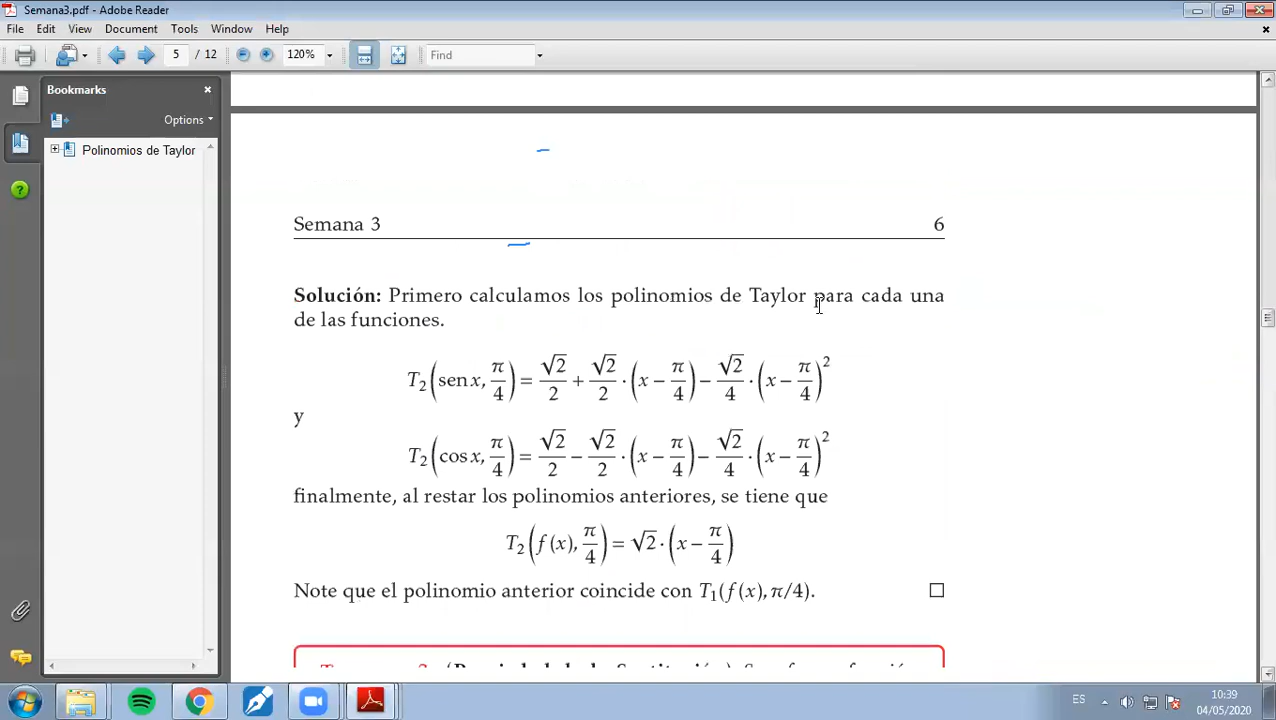 Semana3.pdf - Adobe Reader
File Edit View Document Tools Window Help
5 / 12 120% Find
Bookmarks
Options
Polinomios de Taylor
Semana 3 6
Solución: Primero calculamos los polinomios de Taylor para cada una
de las funciones.
T₂(sen x, π/4) = √2/2 + √2/2 · (x − π/4) − √2/4 · (x − π/4)²
y
T₂(cos x, π/4) = √2/2 − √2/2 · (x − π/4) − √2/4 · (x − π/4)²
finalmente, al restar los polinomios anteriores, se tiene que
T₂(f(x), π/4) = √2 · (x − π/4)
Note que el polinomio anterior coincide con T₁(f(x), π/4). □
ES 10:39
04/05/2020